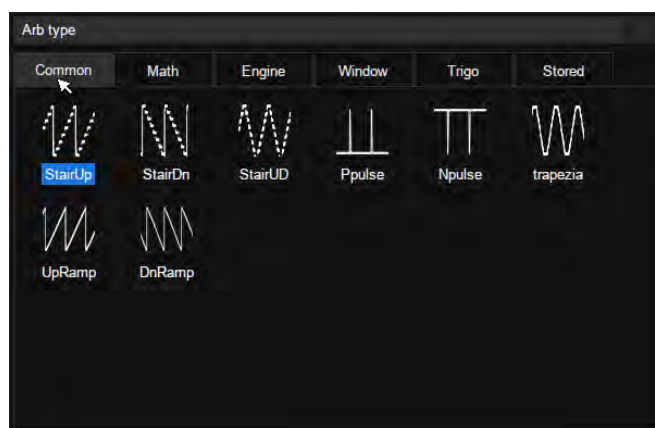 Arb type
Common Math Engine Window Trigo Stored
StairUp StairDn StairUD Ppulse Npulse trapezia
UpRamp DnRamp